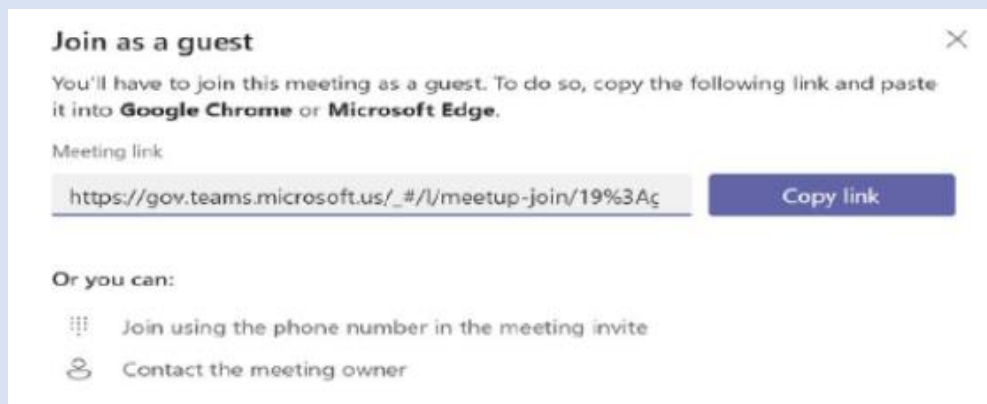 Join as a guest
You'll have to join this meeting as a guest. To do so, copy the following link and paste
it into Google Chrome or Microsoft Edge.
Meeting link
https://gov.teams.microsoft.us/_#/l/meetup-join/19%3Ag
Copy link
Or you can:
Join using the phone number in the meeting invite
Contact the meeting owner